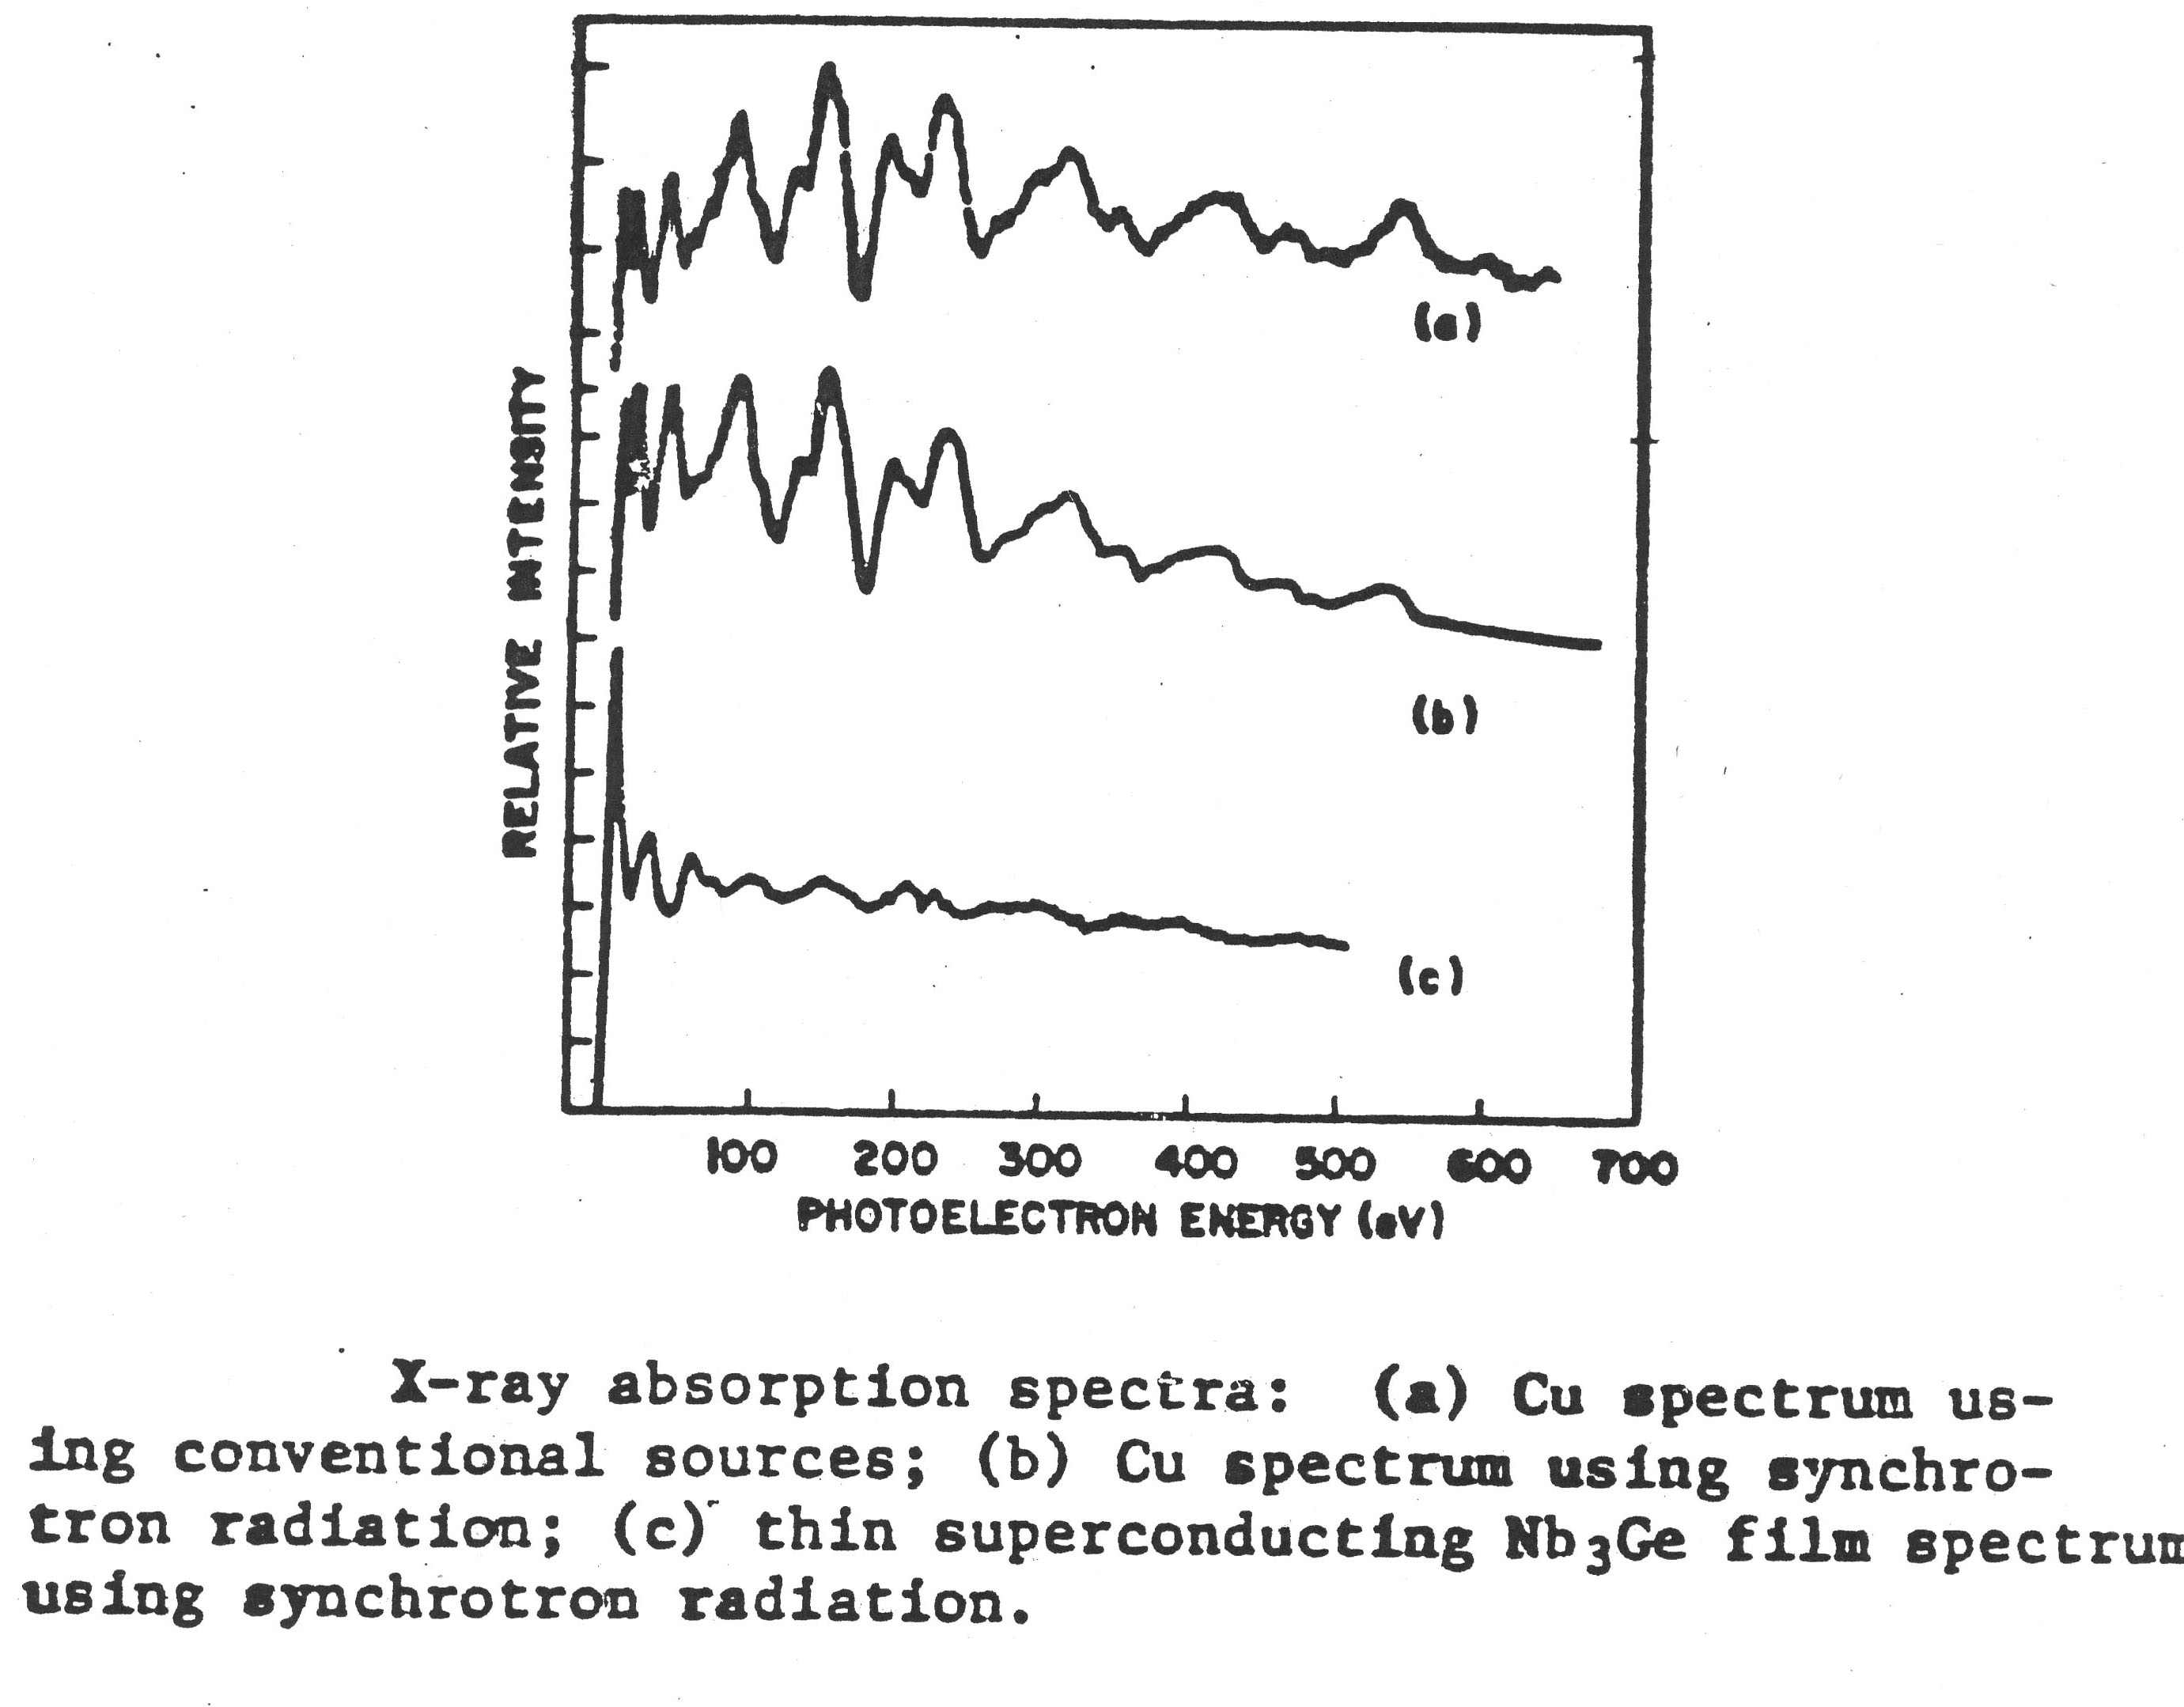 RELATIVE INTENSITY
(a)
(b)
(c)
100 200 300 400 500 600 700
PHOTOELECTRON ENERGY (eV)
X-ray absorption spectra: (a) Cu spectrum us-
ing conventional sources; (b) Cu spectrum using synchro-
tron radiation; (c) thin superconducting Nb₃Ge film spectrum
using synchrotron radiation.